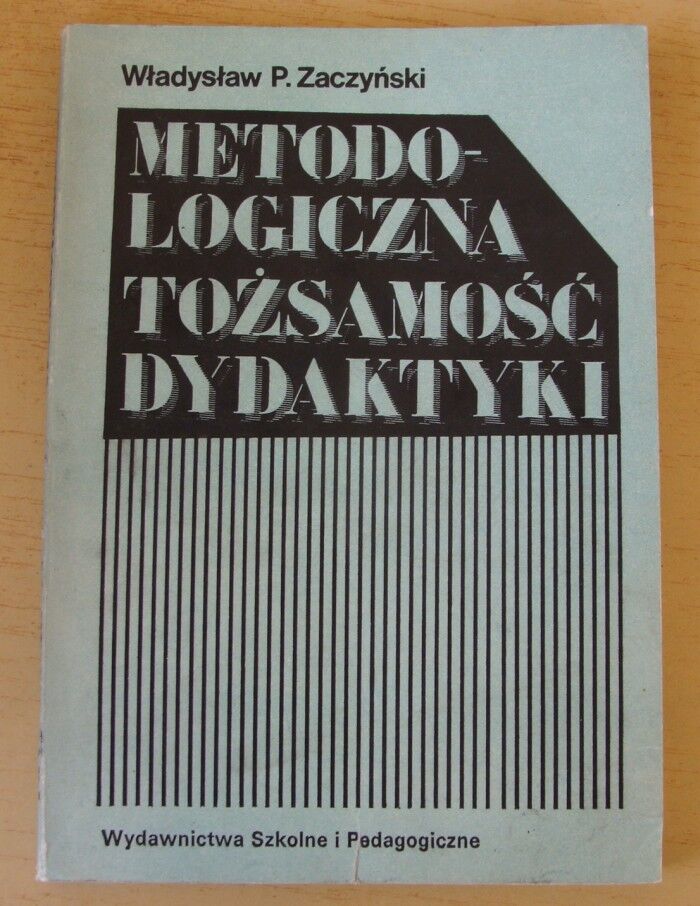 Władysław P. Zaczyński
METODO-
LOGICZNA
TOŻSAMOŚĆ
DYDAKTYKI
Wydawnictwa Szkolne i Pedagogiczne